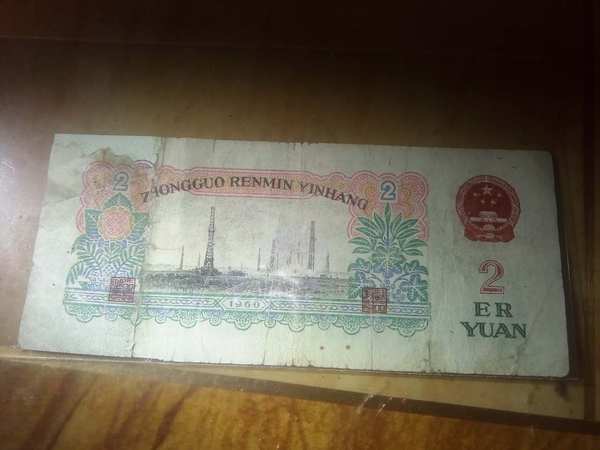 2 ZHONGGUO RENMIN YINHANG 2
1960
2
ER
YUAN